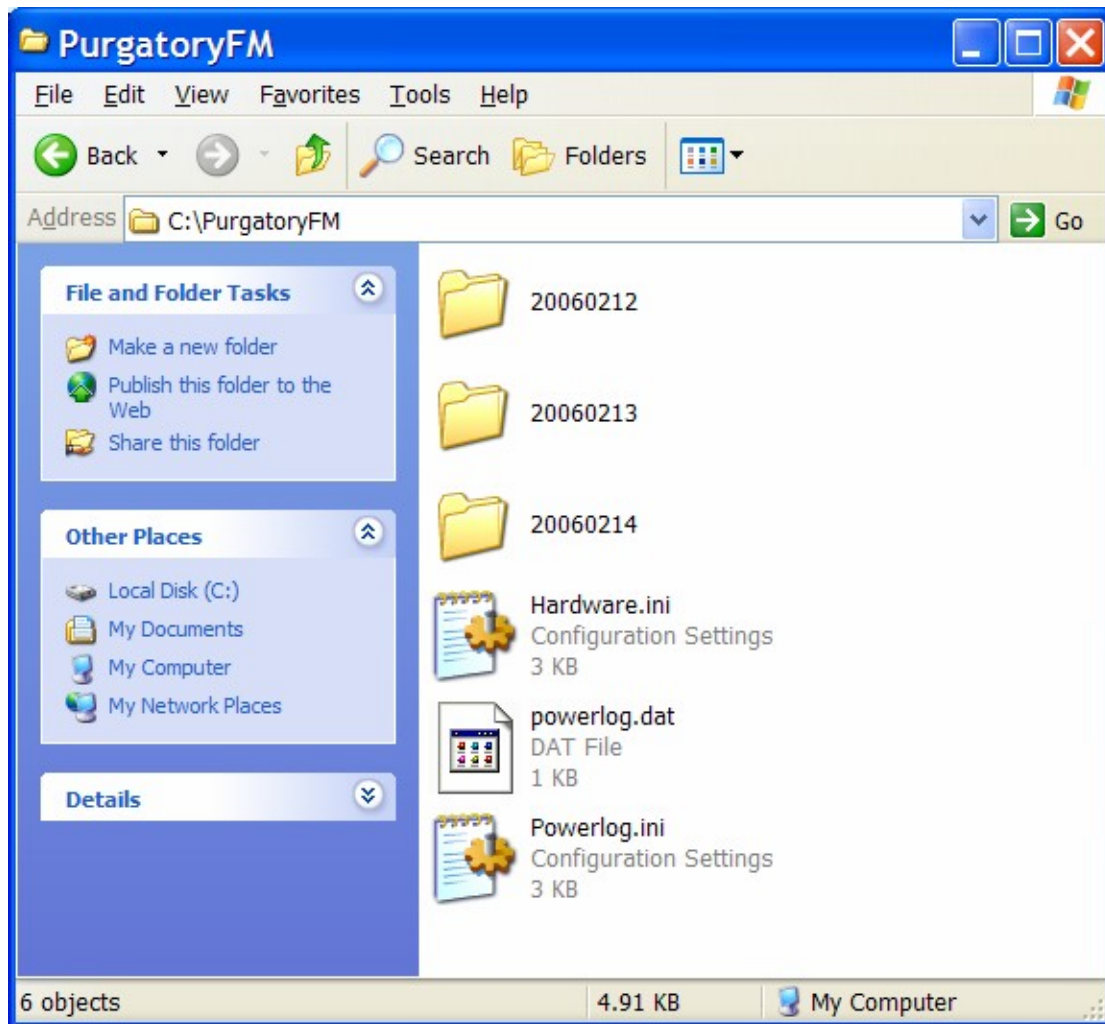 PurgatoryFM
File Edit View Favorites Tools Help
Back Search Folders
Address C:\PurgatoryFM Go
File and Folder Tasks
Make a new folder
Publish this folder to the
Web
Share this folder
Other Places
Local Disk (C:)
My Documents
My Computer
My Network Places
Details
20060212
20060213
20060214
Hardware.ini
Configuration Settings
3 KB
powerlog.dat
DAT File
1 KB
Powerlog.ini
Configuration Settings
3 KB
6 objects 4.91 KB My Computer